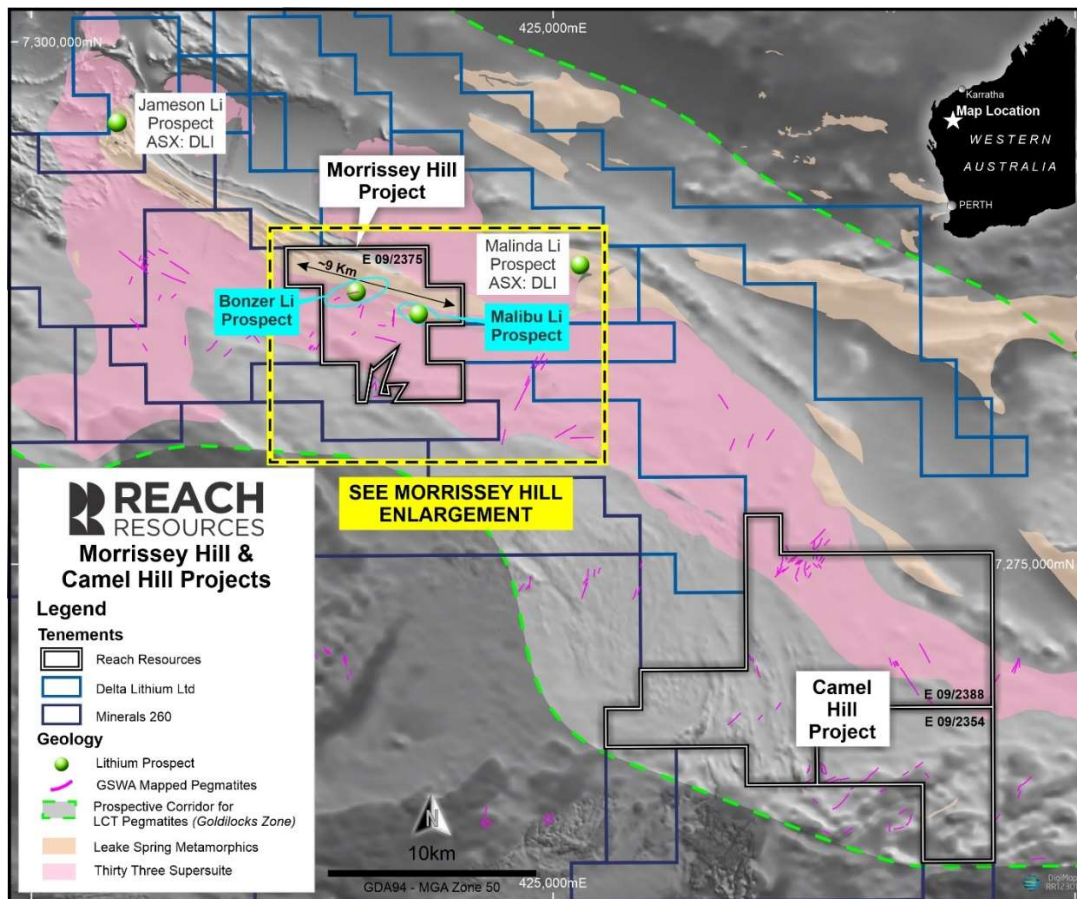 425,000mE
7,300,000mN
Karratha
Map Location
WESTERN
AUSTRALIA
PERTH
Jameson Li
Prospect
ASX: DLI
Morrissey Hill
Project
E 09/2375
~9 Km
Malinda Li
Prospect
ASX: DLI
Bonzer Li
Prospect
Malibu Li
Prospect
SEE MORRISSEY HILL
ENLARGEMENT
7,275,000mN
E 09/2388
E 09/2354
Camel
Hill
Project
REACH
RESOURCES
Morrissey Hill &
Camel Hill Projects
Legend
Tenements
Reach Resources
Delta Lithium Ltd
Minerals 260
Geology
Lithium Prospect
GSWA Mapped Pegmatites
Prospective Corridor for
LCT Pegmatites (Goldilocks Zone)
Leake Spring Metamorphics
Thirty Three Supersuite
N
10km
GDA94 - MGA Zone 50
425,000mE
DigiMap